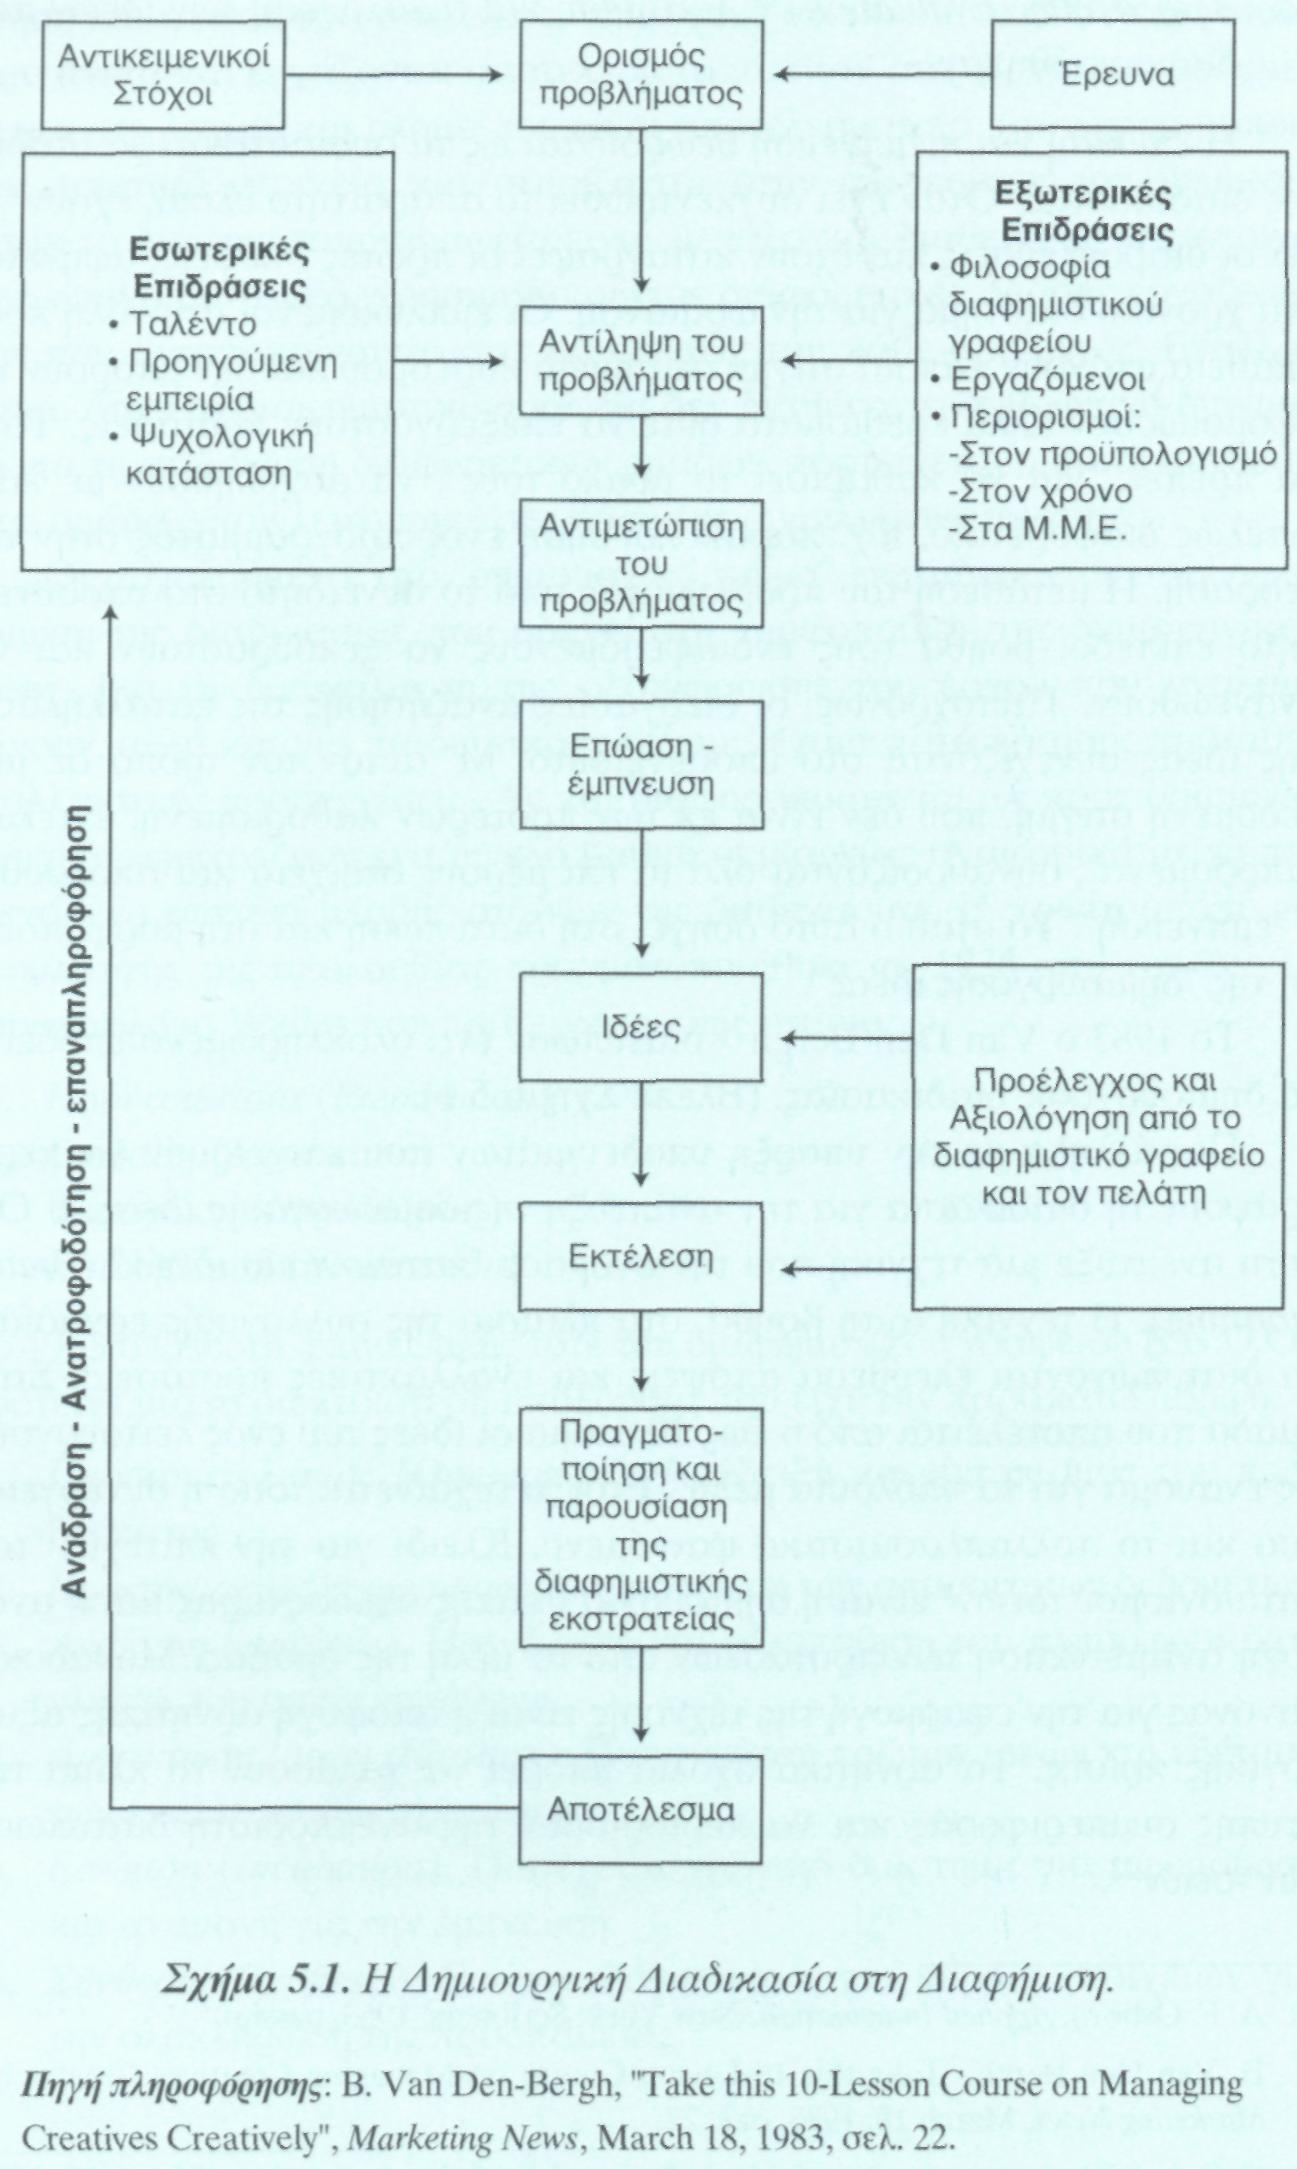 Αντικειμενικοί
Στόχοι
Ορισμός
προβλήματος
Έρευνα
Εσωτερικές
Επιδράσεις
• Ταλέντο
• Προηγούμενη
εμπειρία
• Ψυχολογική
κατάσταση
Αντίληψη του
προβλήματος
Εξωτερικές
Επιδράσεις
• Φιλοσοφία
διαφημιστικού
γραφείου
• Εργαζόμενοι
• Περιορισμοί:
-Στον προϋπολογισμό
-Στον χρόνο
-Στα Μ.Μ.Ε.
Αντιμετώπιση
του
προβλήματος
Επώαση -
έμπνευση
Ιδέες
Προέλεγχος και
Αξιολόγηση από το
διαφημιστικό γραφείο
και τον πελάτη
Εκτέλεση
Πραγματο-
ποίηση και
παρουσίαση
της
διαφημιστικής
εκστρατείας
Αποτέλεσμα
Ανάδραση - Ανατροφοδότηση - επαναπληροφόρηση
Σχήμα 5.1. Η Δημιουργική Διαδικασία στη Διαφήμιση.
Πηγή πληροφόρησης: B. Van Den-Bergh, "Take this 10-Lesson Course on Managing
Creatives Creatively", Marketing News, March 18, 1983, σελ. 22.